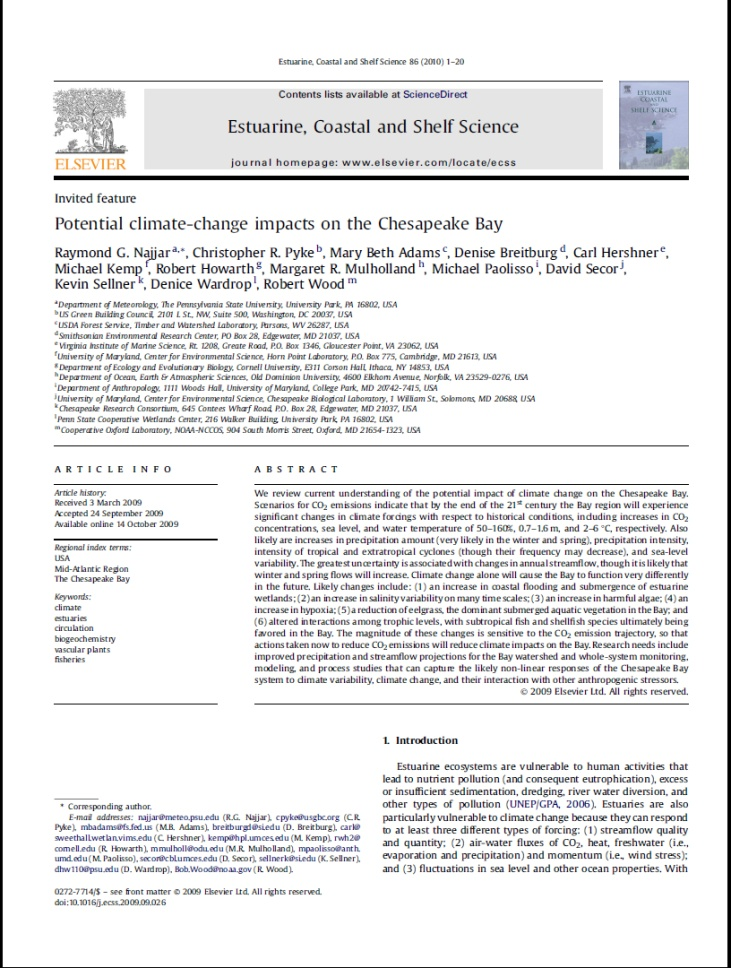 Estuarine, Coastal and Shelf Science 86 (2010) 1–20
Contents lists available at ScienceDirect
Estuarine, Coastal and Shelf Science
journal homepage: www.elsevier.com/locate/ecss
ELSEVIER
ESTUARINE
COASTAL
SHELF SCIENCE
Invited feature
Potential climate-change impacts on the Chesapeake Bay
Raymond G. Najjar a,*, Christopher R. Pyke b, Mary Beth Adams c, Denise Breitburg d, Carl Hershner e,
Michael Kemp f, Robert Howarth g, Margaret R. Mulholland h, Michael Paolisso i, David Secor j,
Kevin Sellner k, Denice Wardrop l, Robert Wood m
a Department of Meteorology, The Pennsylvania State University, University Park, PA 16802, USA
b US Green Building Council, 2101 L St., NW, Suite 500, Washington, DC 20037, USA
c USDA Forest Service, Timber and Watershed Laboratory, Parsons, WV 26287, USA
d Smithsonian Environmental Research Center, PO Box 28, Edgewater, MD 21037, USA
e Virginia Institute of Marine Science, Rt. 1208, Greate Road, P.O. Box 1346, Gloucester Point, VA 23062, USA
f University of Maryland, Center for Environmental Science, Horn Point Laboratory, P.O. Box 775, Cambridge, MD 21613, USA
g Department of Ecology and Evolutionary Biology, Cornell University, E311 Corson Hall, Ithaca, NY 14853, USA
h Department of Ocean, Earth & Atmospheric Sciences, Old Dominion University, 4600 Elkhorn Avenue, Norfolk, VA 23529-0276, USA
i Department of Anthropology, 1111 Woods Hall, University of Maryland, College Park, MD 20742-7415, USA
j University of Maryland, Center for Environmental Science, Chesapeake Biological Laboratory, 1 William St., Solomons, MD 20688, USA
k Chesapeake Research Consortium, 645 Contees Wharf Road, P.O. Box 28, Edgewater, MD 21037, USA
l Penn State Cooperative Wetlands Center, 216 Walker Building, University Park, PA 16802, USA
m Cooperative Oxford Laboratory, NOAA-NCCOS, 904 South Morris Street, Oxford, MD 21654-1323, USA
ARTICLE INFO
Article history:
Received 3 March 2009
Accepted 24 September 2009
Available online 14 October 2009
Regional index terms:
USA
Mid-Atlantic Region
The Chesapeake Bay
Keywords:
climate
estuaries
circulation
biogeochemistry
vascular plants
fisheries
ABSTRACT
We review current understanding of the potential impact of climate change on the Chesapeake Bay.
Scenarios for CO2 emissions indicate that by the end of the 21st century the Bay region will experience
significant changes in climate forcings with respect to historical conditions, including increases in CO2
concentrations, sea level, and water temperature of 50–160%, 0.7–1.6 m, and 2–6 °C, respectively. Also
likely are increases in precipitation amount (very likely in the winter and spring), precipitation intensity,
intensity of tropical and extratropical cyclones (though their frequency may decrease), and sea-level
variability. The greatest uncertainty is associated with changes in annual streamflow, though it is likely that
winter and spring flows will increase. Climate change alone will cause the Bay to function very differently
in the future. Likely changes include: (1) an increase in coastal flooding and submergence of estuarine
wetlands; (2) an increase in salinity variability on many time scales; (3) an increase in harmful algae; (4) an
increase in hypoxia; (5) a reduction of eelgrass, the dominant submerged aquatic vegetation in the Bay; and
(6) altered interactions among trophic levels, with subtropical fish and shellfish species ultimately being
favored in the Bay. The magnitude of these changes is sensitive to the CO2 emission trajectory, so that
actions taken now to reduce CO2 emissions will reduce climate impacts on the Bay. Research needs include
improved precipitation and streamflow projections for the Bay watershed and whole-system monitoring,
modeling, and process studies that can capture the likely non-linear responses of the Chesapeake Bay
system to climate variability, climate change, and their interaction with other anthropogenic stressors.
© 2009 Elsevier Ltd. All rights reserved.
1. Introduction
Estuarine ecosystems are vulnerable to human activities that
lead to nutrient pollution (and consequent eutrophication), excess
or insufficient sedimentation, dredging, river water diversion, and
other types of pollution (UNEP/GPA, 2006). Estuaries are also
particularly vulnerable to climate change because they can respond
to at least three different types of forcing: (1) streamflow quality
and quantity; (2) air-water fluxes of CO2, heat, freshwater (i.e.,
evaporation and precipitation) and momentum (i.e., wind stress);
and (3) fluctuations in sea level and other ocean properties. With
* Corresponding author.
E-mail addresses: najjar@meteo.psu.edu (R.G. Najjar), cpyke@usgbc.org (C.R.
Pyke), mbadams@fs.fed.us (M.B. Adams), breitburgd@si.edu (D. Breitburg), carl@
sweethall.wetlan.vims.edu (C. Hershner), kemp@hpl.umces.edu (M. Kemp), rwh2@
cornell.edu (R. Howarth), mmulholl@odu.edu (M.R. Mulholland), mpaolisso@anth.
umd.edu (M. Paolisso), secor@cbl.umces.edu (D. Secor), sellnerk@si.edu (K. Sellner),
dhw110@psu.edu (D. Wardrop), Bob.Wood@noaa.gov (R. Wood).
0272-7714/$ – see front matter © 2009 Elsevier Ltd. All rights reserved.
doi:10.1016/j.ecss.2009.09.026